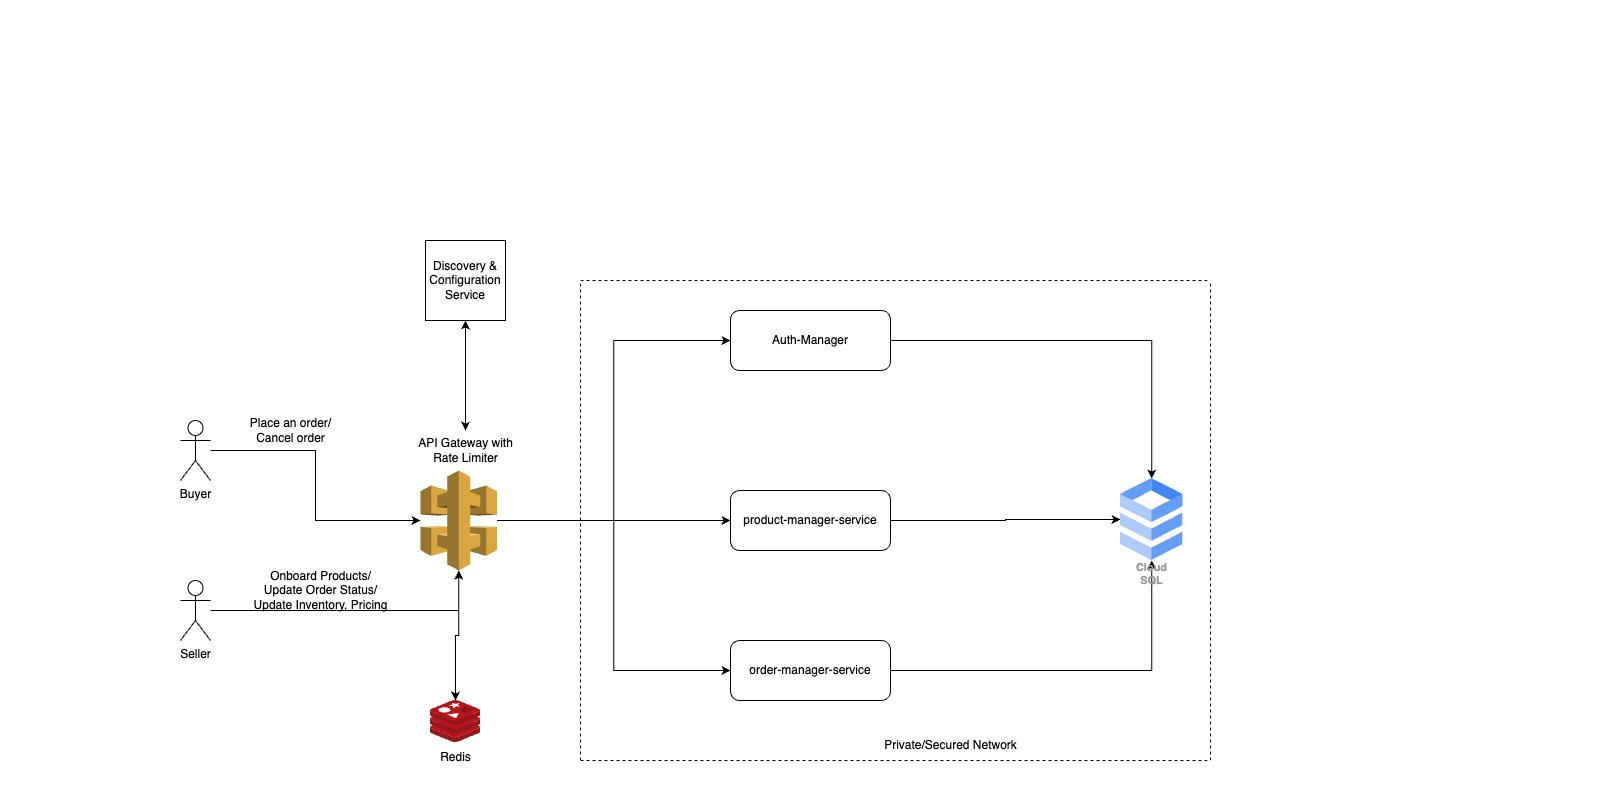 Discovery &
Configuration
Service
Auth-Manager
Place an order/
Cancel order
API Gateway with
Rate Limiter
Buyer
product-manager-service
Cloud
SQL
Onboard Products/
Update Order Status/
Update Inventory, Pricing
Seller
order-manager-service
Redis
Private/Secured Network